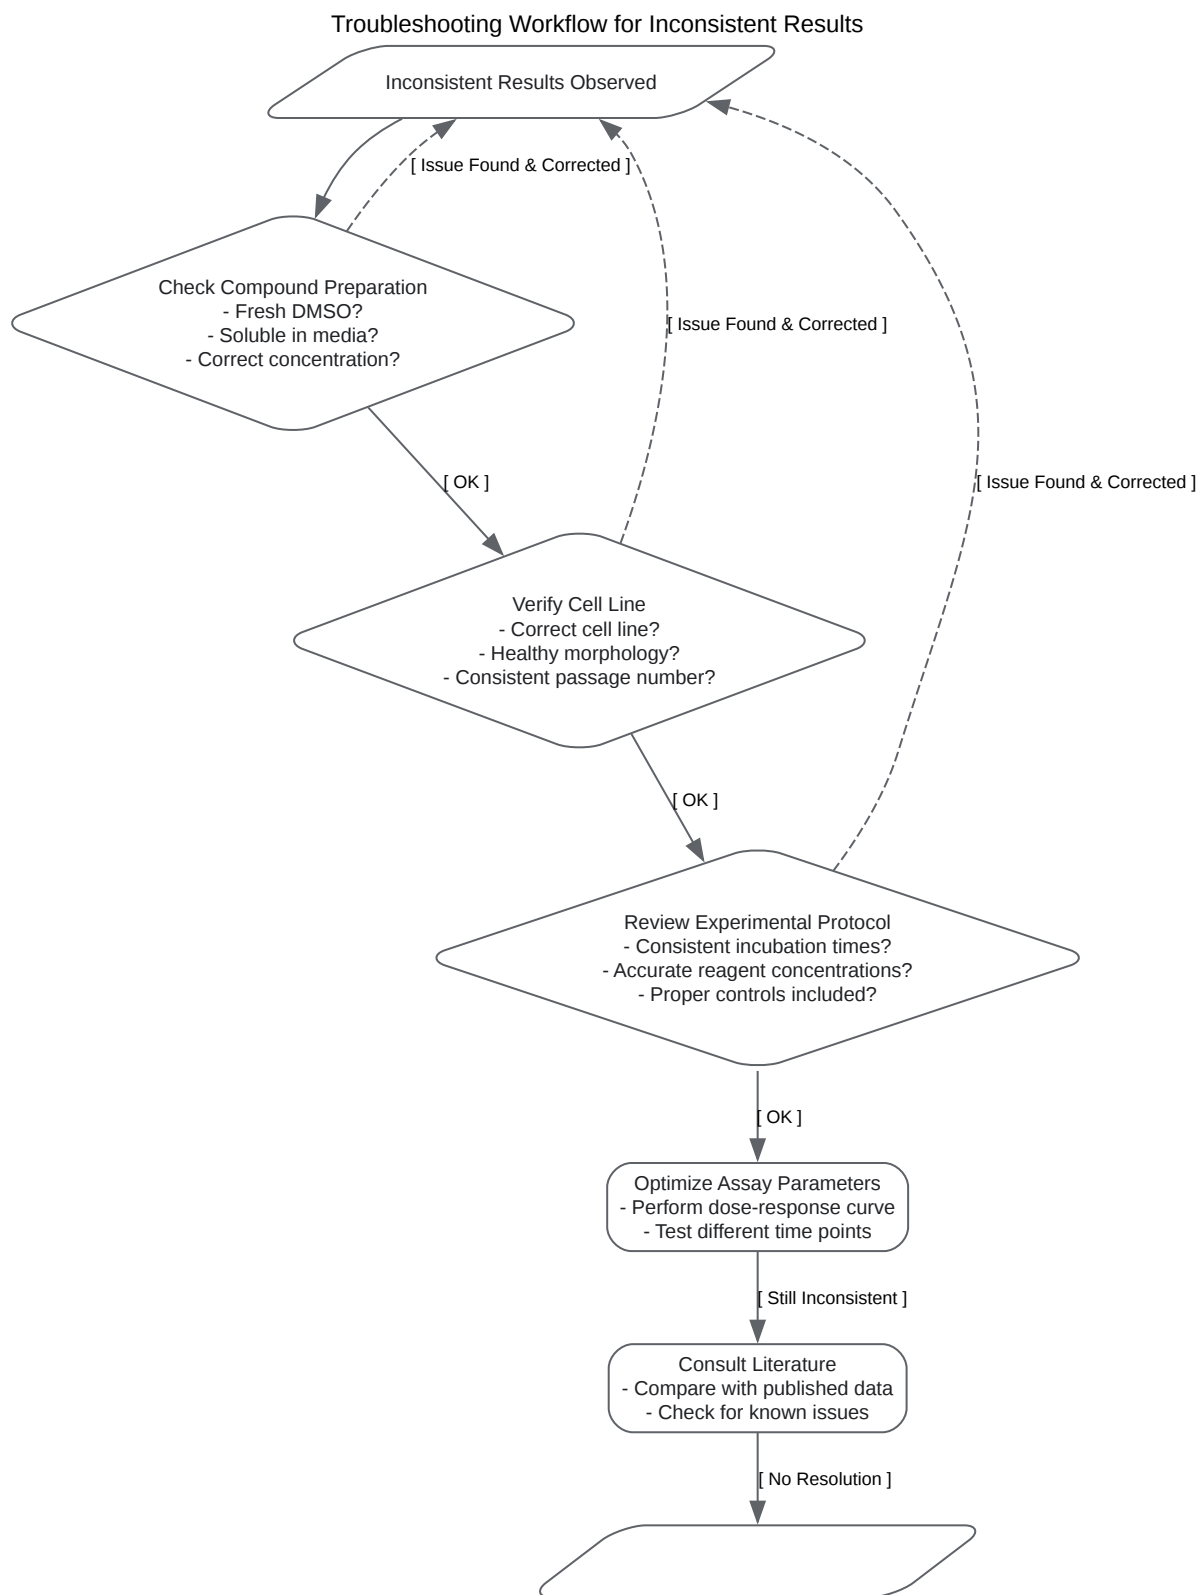 Troubleshooting Workflow for Inconsistent Results
Inconsistent Results Observed
[ Issue Found & Corrected ]
Check Compound Preparation
- Fresh DMSO?
- Soluble in media?
- Correct concentration?
[ Issue Found & Corrected ]
[ OK ]
[ Issue Found & Corrected ]
Verify Cell Line
- Correct cell line?
- Healthy morphology?
- Consistent passage number?
[ OK ]
Review Experimental Protocol
- Consistent incubation times?
- Accurate reagent concentrations?
- Proper controls included?
[ OK ]
Optimize Assay Parameters
- Perform dose-response curve
- Test different time points
[ Still Inconsistent ]
Consult Literature
- Compare with published data
- Check for known issues
[ No Resolution ]